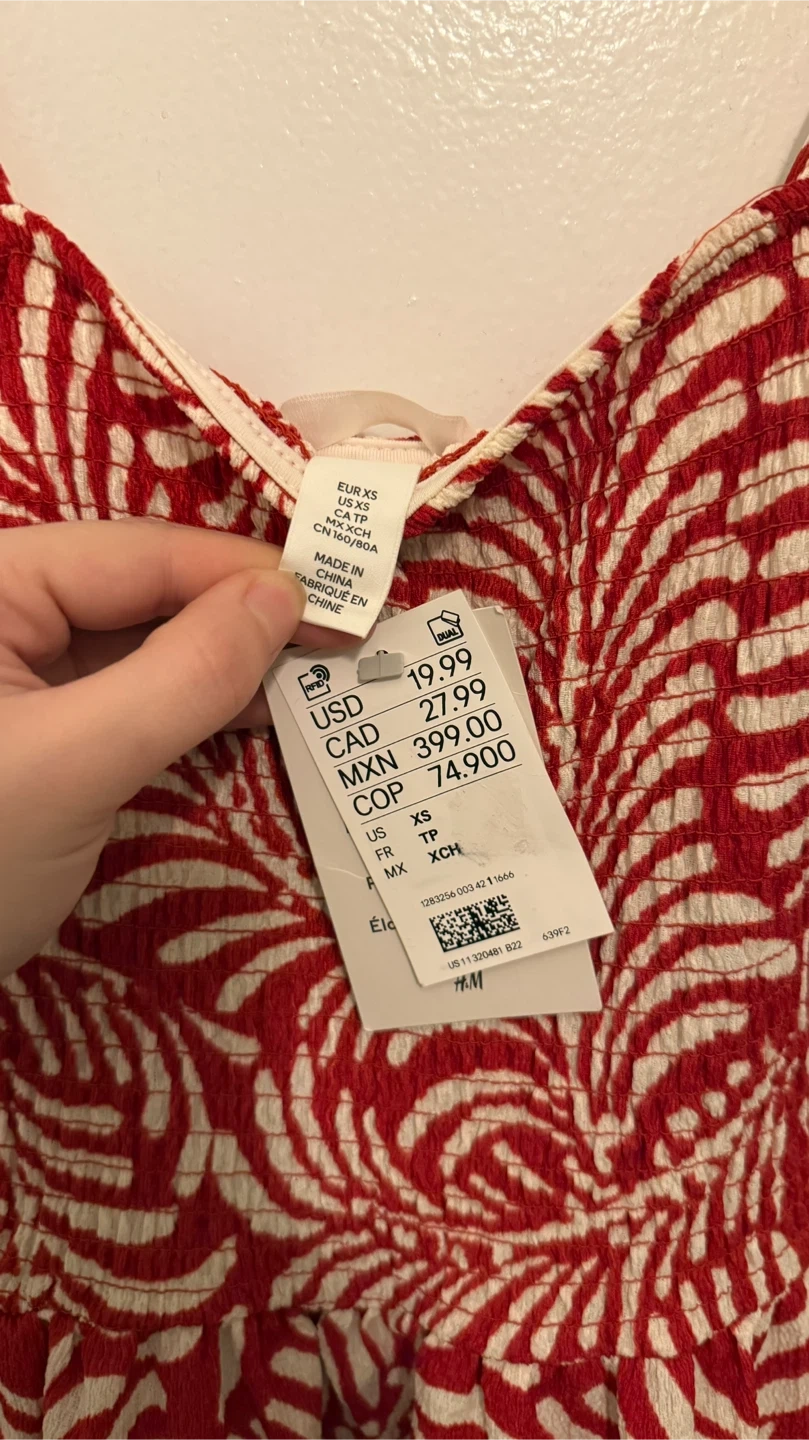 EUR XS
US XS
CA TP
MX XCH
CN 160/80A
MADE IN
CHINA
FABRIQUÉ EN
CHINE
RFID
DUAL
USD 19.99
CAD 27.99
MXN 399.00
COP 74.900
US XS
FR TP
MX XCH
1283256 003 42 1 1666
US 11 320481 B22 639F2
H&M